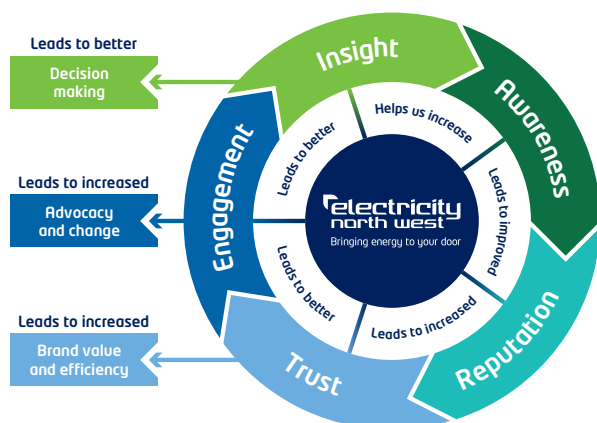 Leads to better
Decision
making
Leads to increased
Advocacy
and change
Leads to increased
Brand value
and efficiency
Insight
Awareness
Reputation
Trust
Engagement
Helps us increase
Leads to improved
Leads to increased
Leads to better
Leads to better
electricity
north west
Bringing energy to your door